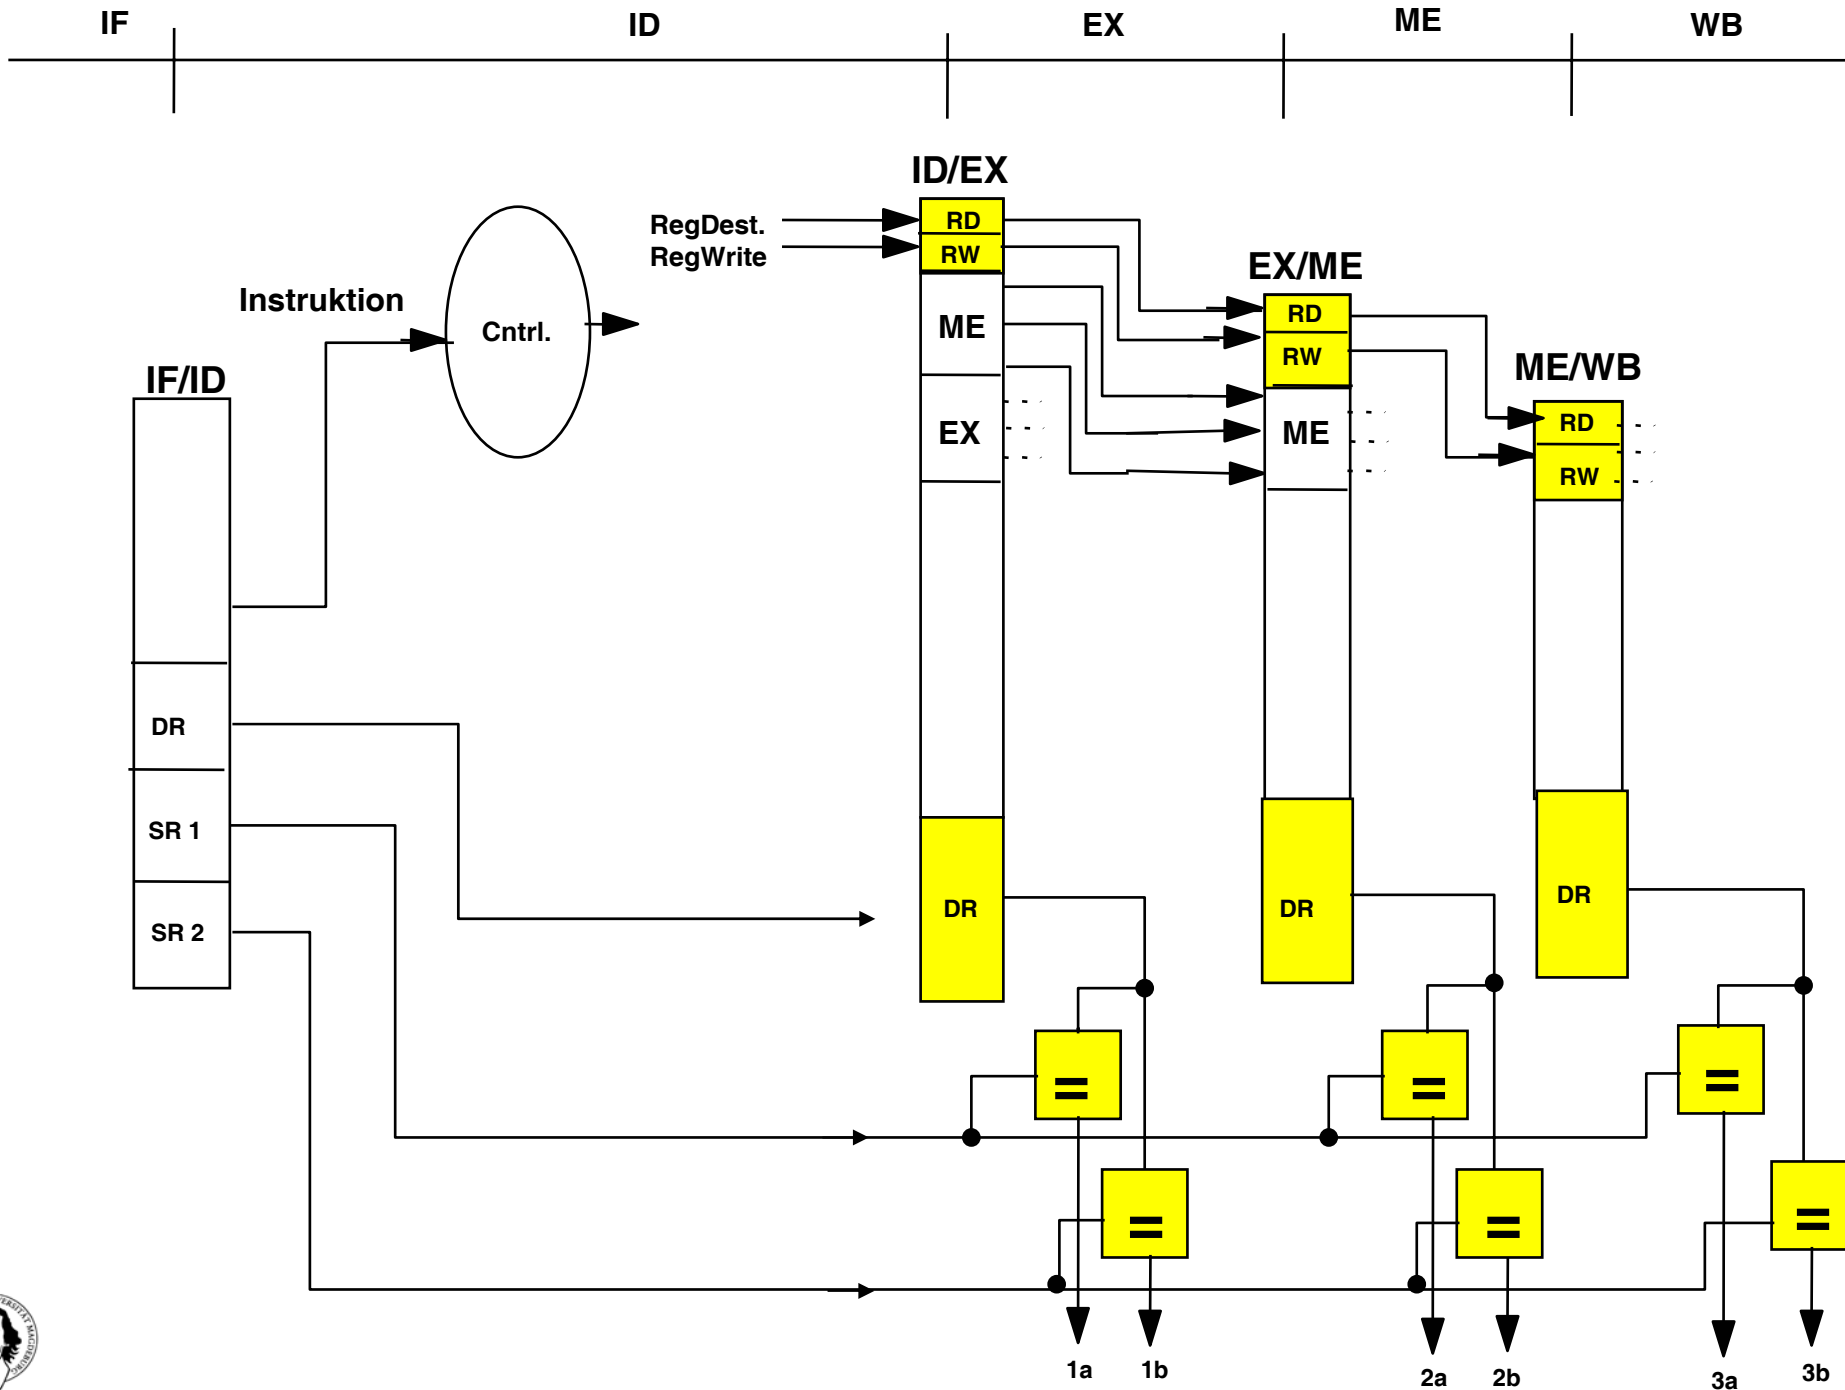 IF
ID
EX
ME
WB
ID/EX
RegDest.
RD
RegWrite
RW
EX/ME
Instruktion
Cntrl.
ME
RD
RW
IF/ID
ME/WB
EX
ME
RD
RW
DR
SR 1
SR 2
DR
DR
DR
=
=
=
=
=
=
1a
1b
2a
2b
3a
3b